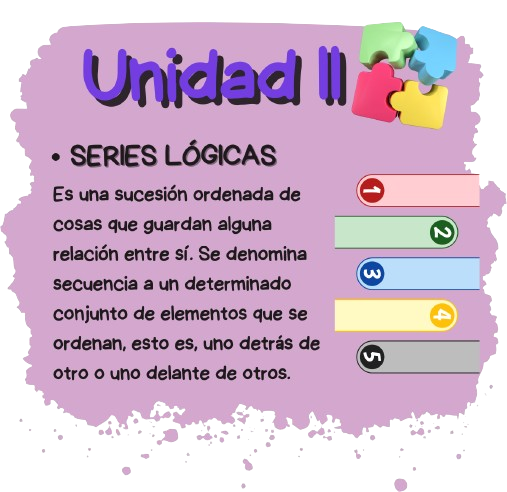 Unidad II
• SERIES LÓGICAS
Es una sucesión ordenada de
cosas que guardan alguna
relación entre sí. Se denomina
secuencia a un determinado
conjunto de elementos que se
ordenan, esto es, uno detrás de
otro o uno delante de otros.
1
2
3
4
5